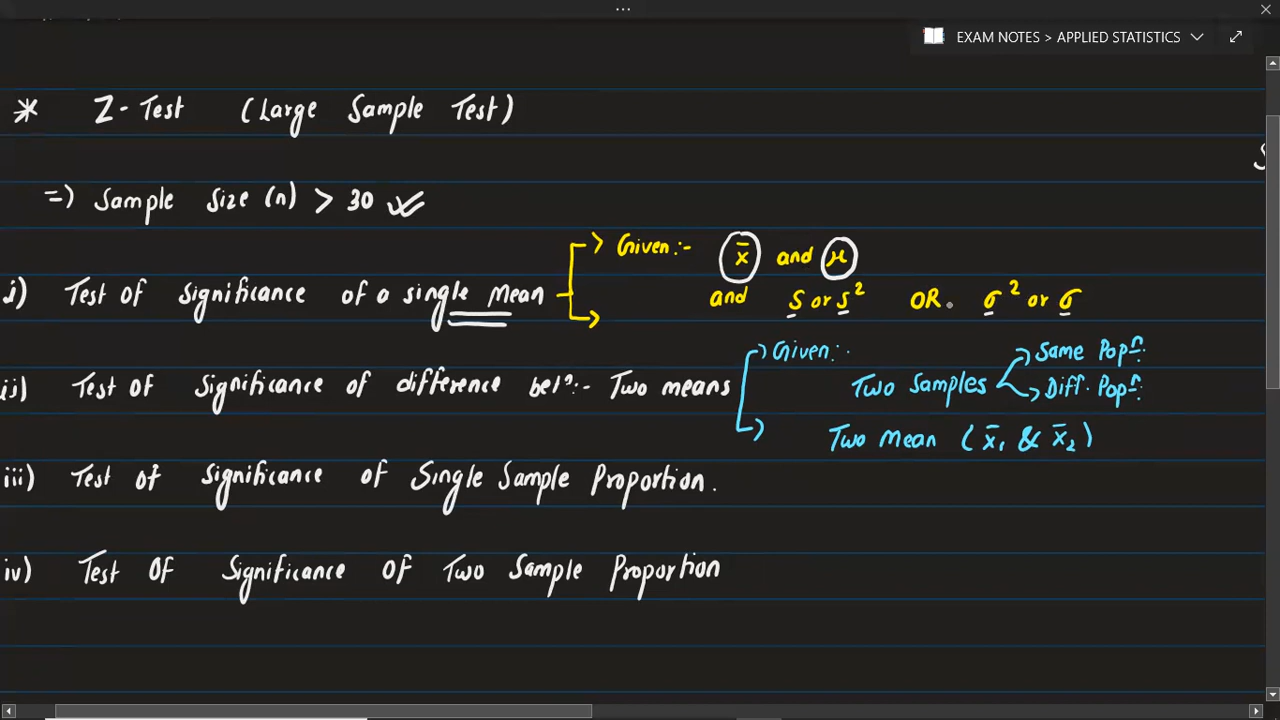 EXAM NOTES > APPLIED STATISTICS
* Z-Test (Large Sample Test)
=) Sample Size (n) > 30
i) Test of Significance of a single Mean
Given:- x̄ and μ
and S or S² OR σ² or σ
ii) Test of Significance of difference betⁿ:- Two means
Given:-
Two Samples
Same Popⁿ:
Diff. Popⁿ:
Two Mean (x̄₁ & x̄₂)
iii) Test of Significance of Single Sample Proportion.
iv) Test Of Significance Of Two Sample Proportion